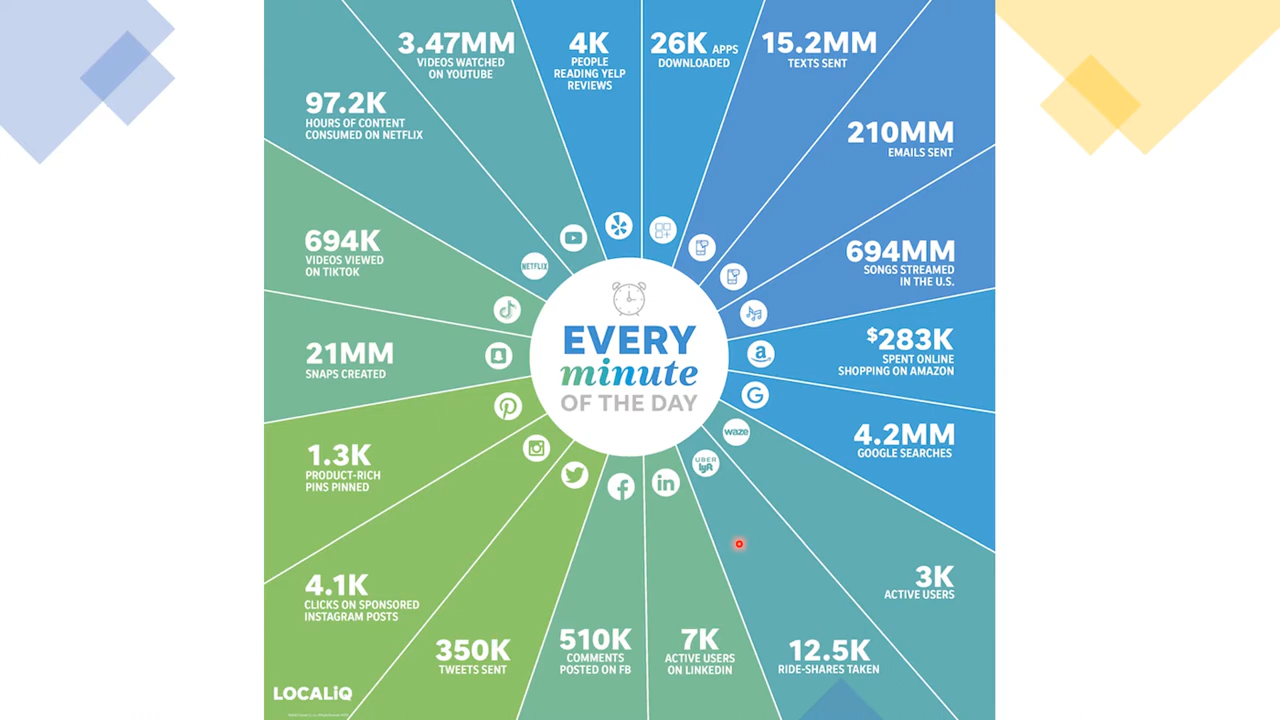 3.47MM
VIDEOS WATCHED
ON YOUTUBE
4K
PEOPLE
READING YELP
REVIEWS
26K APPS
DOWNLOADED
15.2MM
TEXTS SENT
97.2K
HOURS OF CONTENT
CONSUMED ON NETFLIX
210MM
EMAILS SENT
694K
VIDEOS VIEWED
ON TIKTOK
NETFLIX
694MM
SONGS STREAMED
IN THE U.S.
EVERY
minute
OF THE DAY
$283K
SPENT ONLINE
SHOPPING ON AMAZON
a
21MM
SNAPS CREATED
G
4.2MM
GOOGLE SEARCHES
waze
UBER
lyft
in
1.3K
PRODUCT-RICH
PINS PINNED
4.1K
CLICKS ON SPONSORED
INSTAGRAM POSTS
3K
ACTIVE USERS
350K
TWEETS SENT
510K
COMMENTS
POSTED ON FB
7K
ACTIVE USERS
ON LINKEDIN
12.5K
RIDE-SHARES TAKEN
LOCALiQ